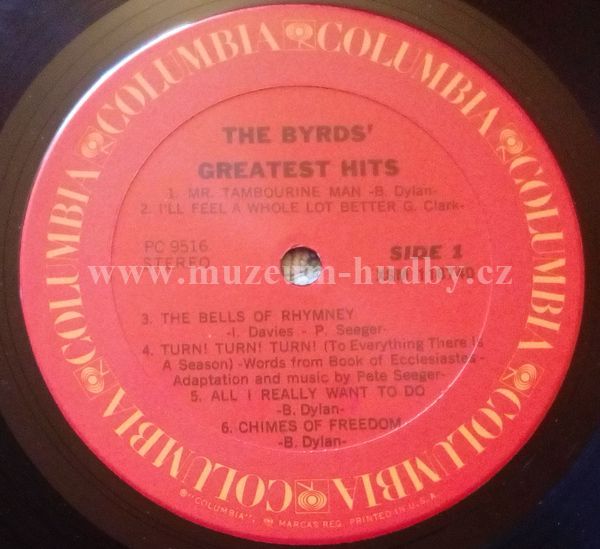 COLUMBIA COLUMBIA COLUMBIA COLUMBIA COLUMBIA COLUMBIA
THE BYRDS'
GREATEST HITS
1. MR. TAMBOURINE MAN -B. Dylan-
2. I'LL FEEL A WHOLE LOT BETTER G. Clark-
PC 9516
SIDE 1
STEREO
www.muzeum-hudby.cz
3. THE BELLS OF RHYMNEY
-I. Davies - P. Seeger-
4. TURN! TURN! TURN! (To Everything There Is
A Season) -Words from Book of Ecclesiastes-
Adaptation and music by Pete Seeger-
5. ALL I REALLY WANT TO DO
-B. Dylan-
6. CHIMES OF FREEDOM
-B. Dylan-
℗ "COLUMBIA", MARCAS REG. PRINTED IN U.S.A.